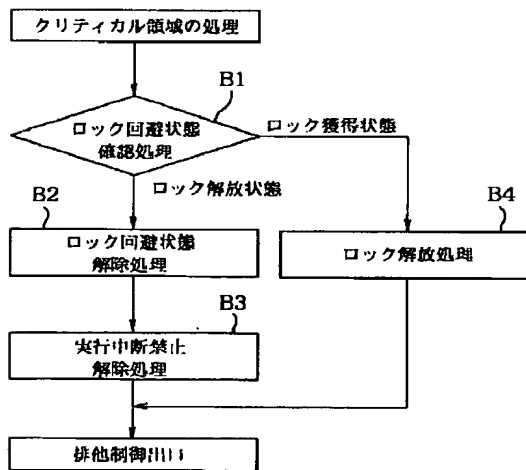 クリティカル領域の処理
B1
ロック回避状態
確認処理
ロック獲得状態
ロック解放状態
B2
ロック回避状態
解除処理
B4
ロック解放処理
B3
実行中断禁止
解除処理
排他制御出口